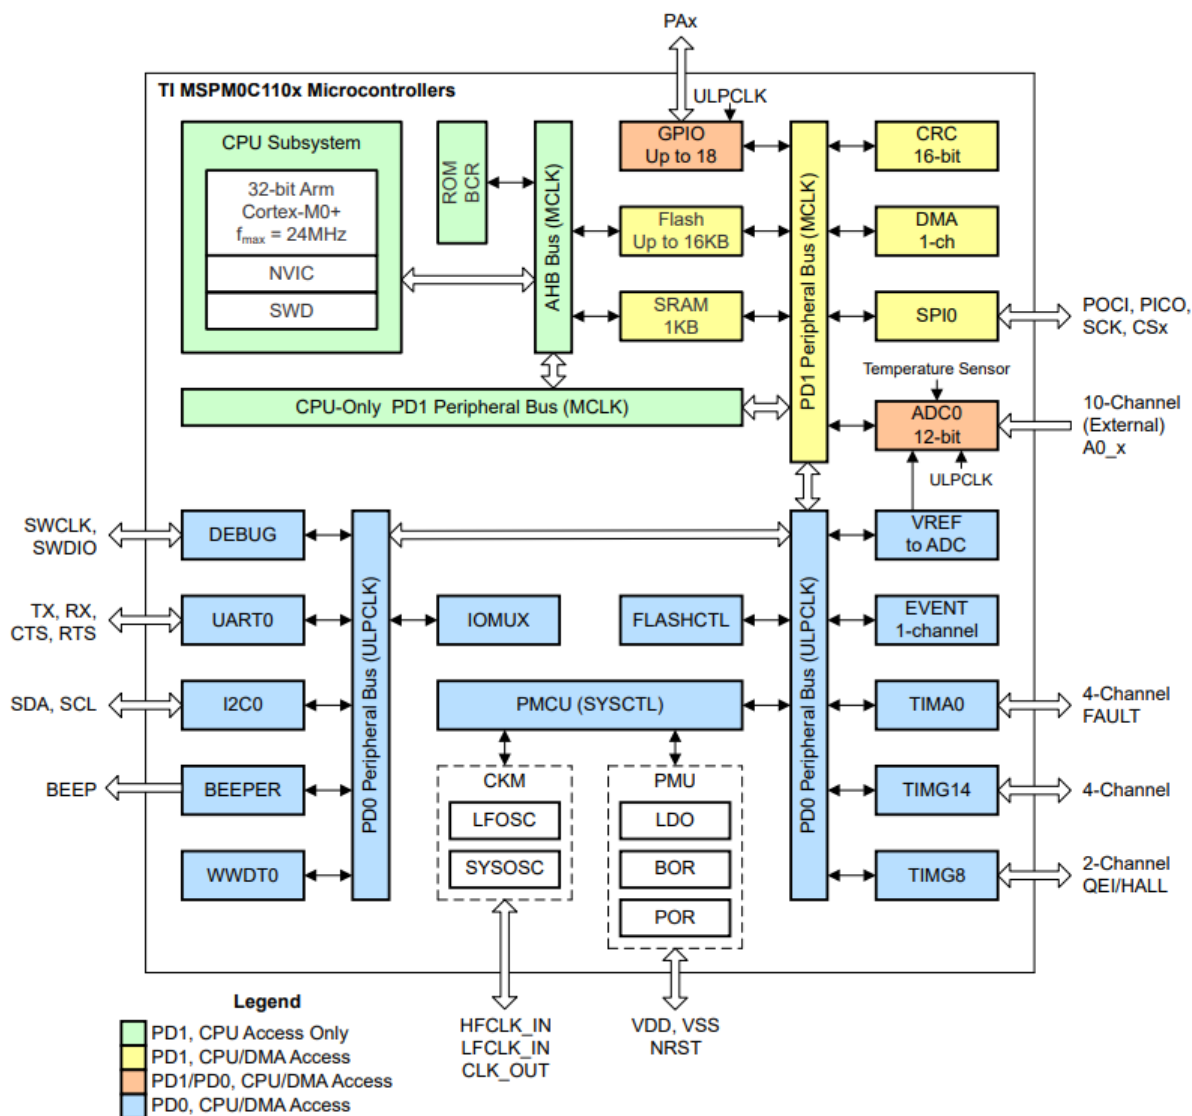 PAx
TI MSPM0C110x Microcontrollers
ULPCLK
CPU Subsystem
32-bit Arm
Cortex-M0+
fmax = 24MHz
NVIC
SWD
ROM
BCR
AHB Bus (MCLK)
GPIO
Up to 18
Flash
Up to 16KB
SRAM
1KB
PD1 Peripheral Bus (MCLK)
CRC
16-bit
DMA
1-ch
SPI0
POCI, PICO,
SCK, CSx
Temperature Sensor
CPU-Only PD1 Peripheral Bus (MCLK)
ADC0
12-bit
10-Channel
(External)
A0_x
ULPCLK
SWCLK,
SWDIO
DEBUG
VREF
to ADC
TX, RX,
CTS, RTS
UART0
PD0 Peripheral Bus (ULPCLK)
IOMUX
FLASHCTL
PD0 Peripheral Bus (ULPCLK)
EVENT
1-channel
SDA, SCL
I2C0
PMCU (SYSCTL)
TIMA0
4-Channel
FAULT
BEEP
BEEPER
CKM
LFOSC
SYSOSC
PMU
LDO
BOR
POR
TIMG14
4-Channel
WWDT0
TIMG8
2-Channel
QEI/HALL
HFCLK_IN
LFCLK_IN
CLK_OUT
VDD, VSS
NRST
Legend
PD1, CPU Access Only
PD1, CPU/DMA Access
PD1/PD0, CPU/DMA Access
PD0, CPU/DMA Access